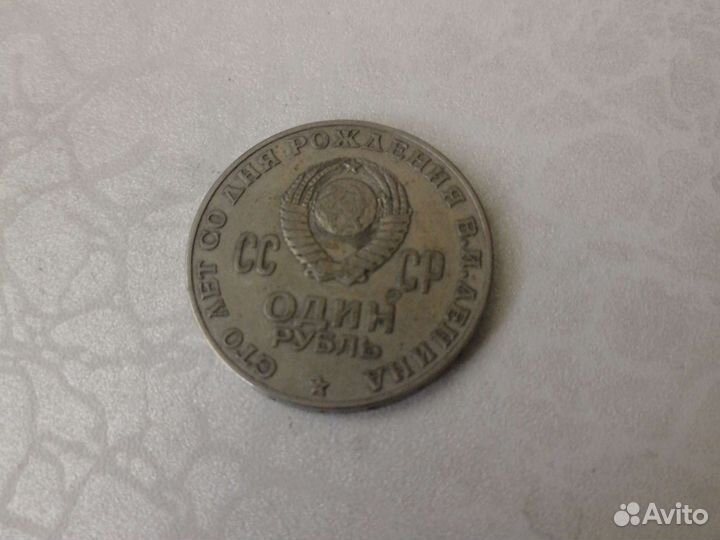 СТО ЛЕТ СО ДНЯ РОЖДЕНИЯ В.И.ЛЕНИНА
СС СР
ОДИН
РУБЛЬ
Avito